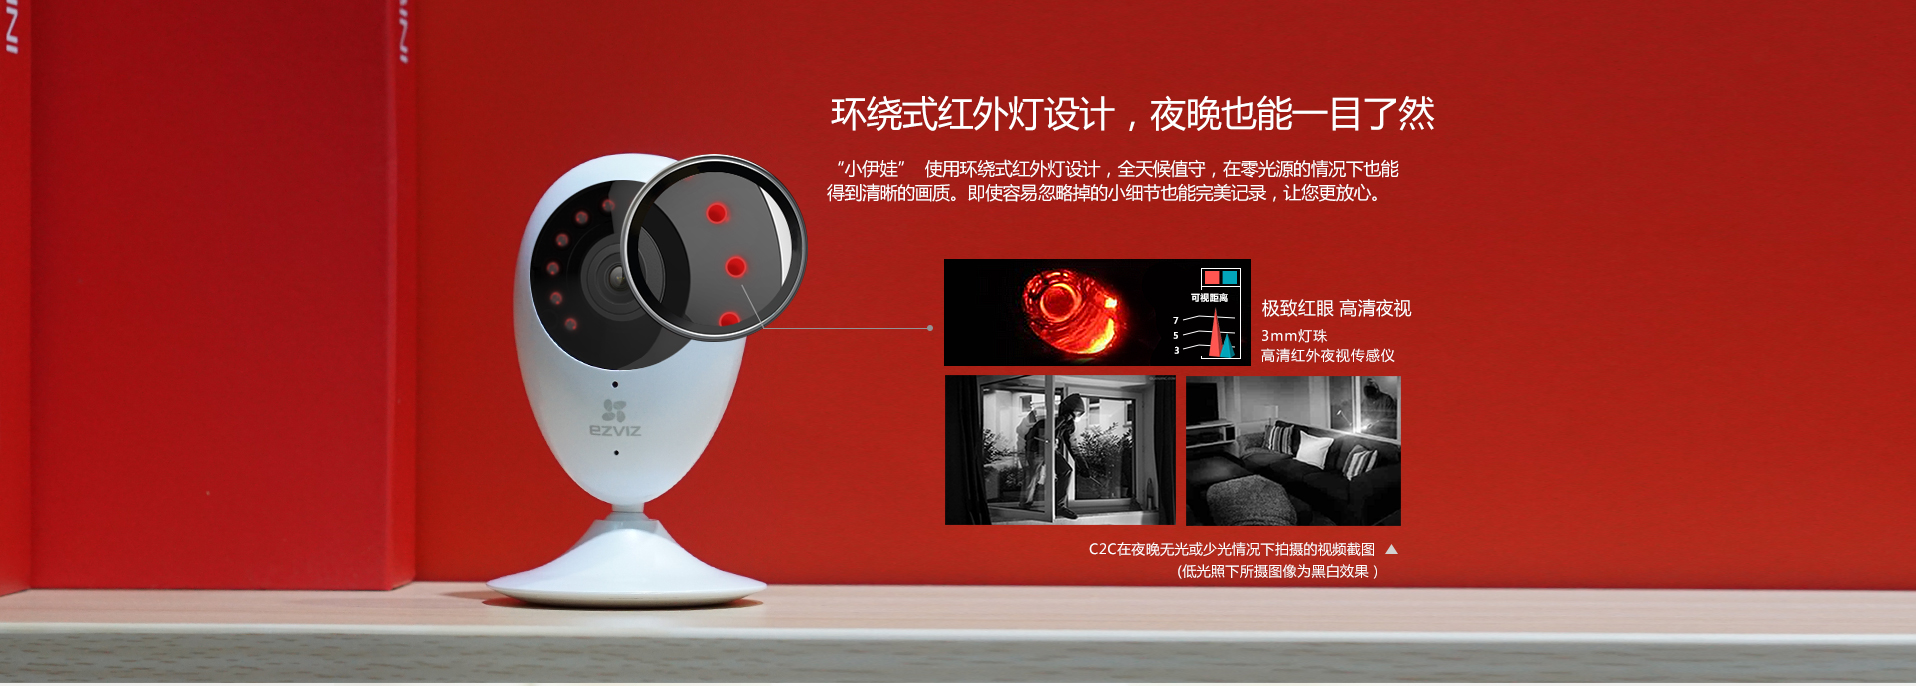 环绕式红外灯设计，夜晚也能一目了然
“小伊娃” 使用环绕式红外灯设计，全天候值守，在零光源的情况下也能
得到清晰的画质。即使容易忽略掉的小细节也能完美记录，让您更放心。
可视距离
7
5
3
极致红眼 高清夜视
3mm灯珠
高清红外夜视传感仪
ezviz
C2C在夜晚无光或少光情况下拍摄的视频截图
(低光照下所摄图像为黑白效果）